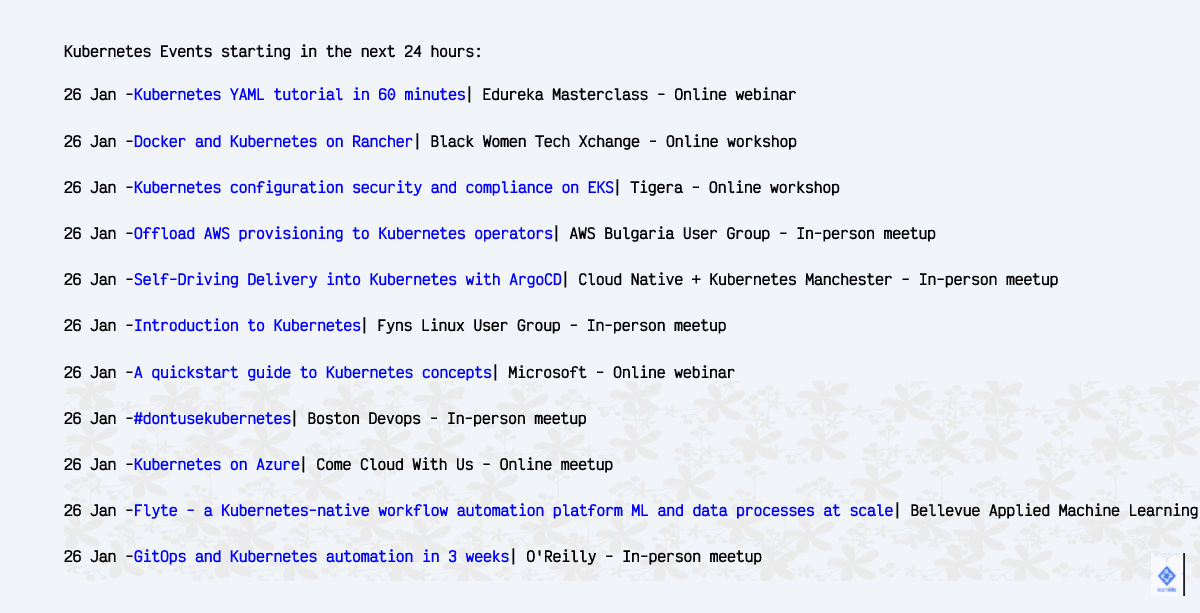 Kubernetes Events starting in the next 24 hours:
26 Jan -Kubernetes YAML tutorial in 60 minutes| Edureka Masterclass - Online webinar
26 Jan -Docker and Kubernetes on Rancher| Black Women Tech Xchange - Online workshop
26 Jan -Kubernetes configuration security and compliance on EKS| Tigera - Online workshop
26 Jan -Offload AWS provisioning to Kubernetes operators| AWS Bulgaria User Group - In-person meetup
26 Jan -Self-Driving Delivery into Kubernetes with ArgoCD| Cloud Native + Kubernetes Manchester - In-person meetup
26 Jan -Introduction to Kubernetes| Fyns Linux User Group - In-person meetup
26 Jan -A quickstart guide to Kubernetes concepts| Microsoft - Online webinar
26 Jan -#dontusekubernetes| Boston Devops - In-person meetup
26 Jan -Kubernetes on Azure| Come Cloud With Us - Online meetup
26 Jan -Flyte - a Kubernetes-native workflow automation platform ML and data processes at scale| Bellevue Applied Machine Learning
26 Jan -GitOps and Kubernetes automation in 3 weeks| O'Reilly - In-person meetup